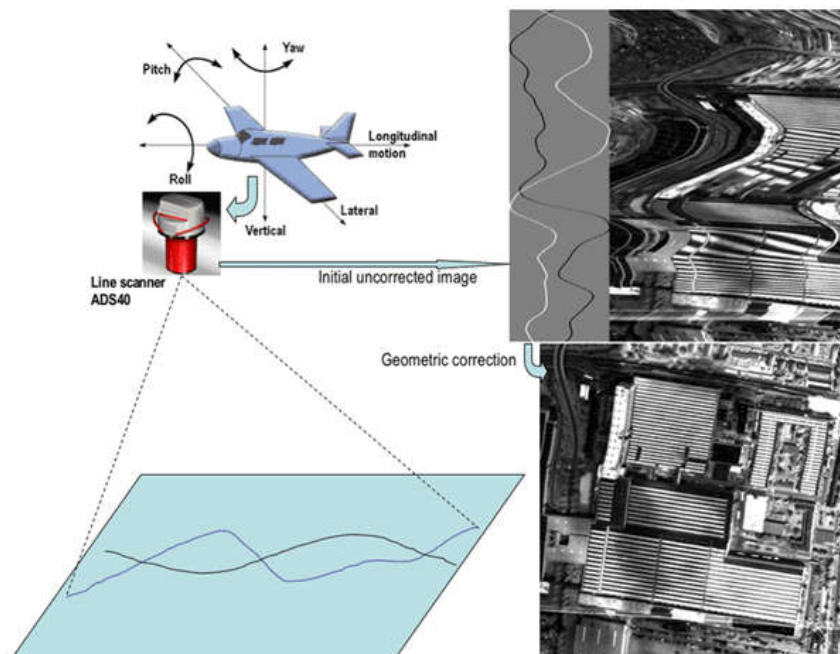 Yaw
Pitch
Longitudinal
motion
Roll
Lateral
Vertical
Line scanner
ADS40
Initial uncorrected image
Geometric correction